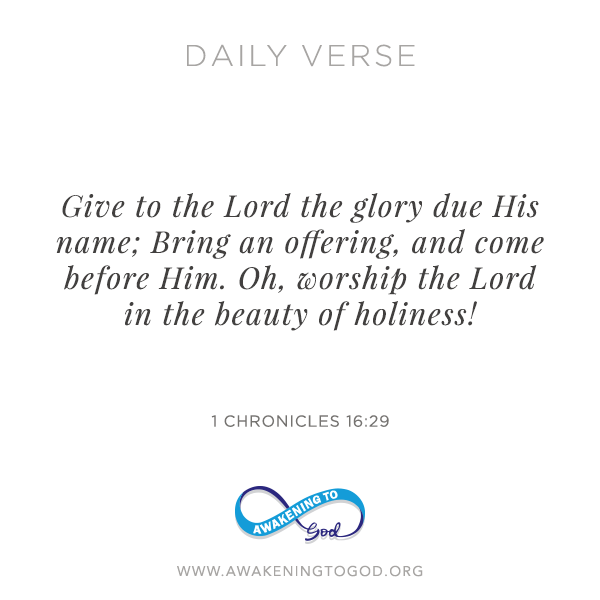 DAILY VERSE
Give to the Lord the glory due His
name; Bring an offering, and come
before Him. Oh, worship the Lord
in the beauty of holiness!
1 CHRONICLES 16:29
AWAKENING TO
God
WWW.AWAKENINGTOGOD.ORG